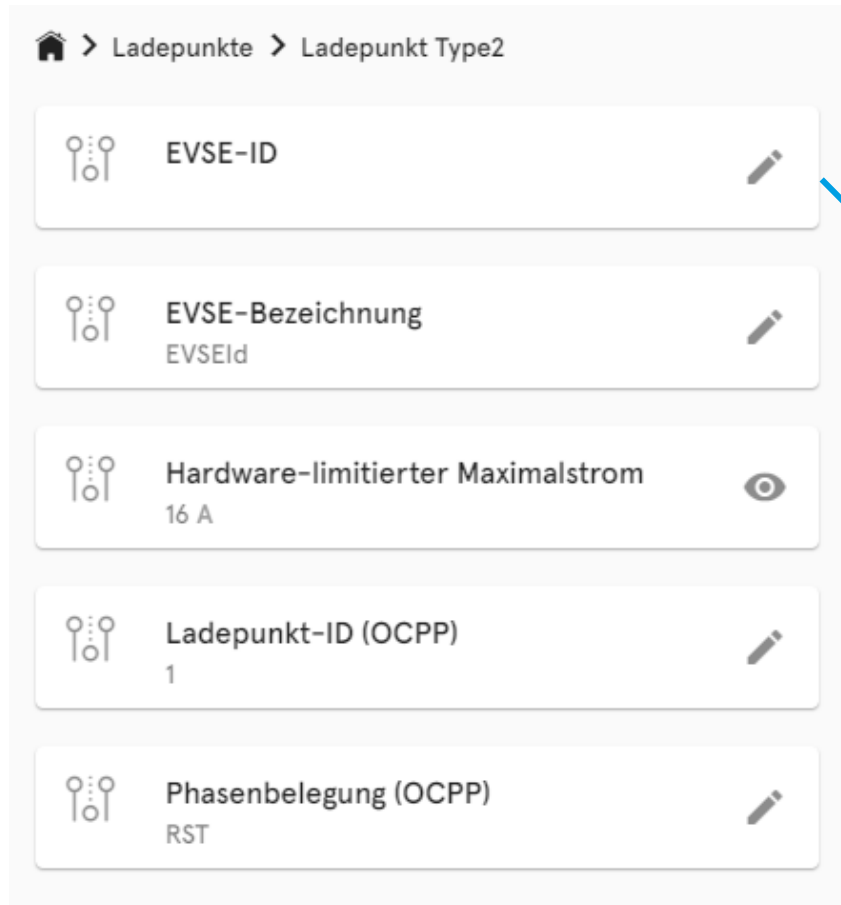 Ladepunkte > Ladepunkt Type2
EVSE-ID
EVSE-Bezeichnung
EVSEId
Hardware-limitierter Maximalstrom
16 A
Ladepunkt-ID (OCPP)
1
Phasenbelegung (OCPP)
RST